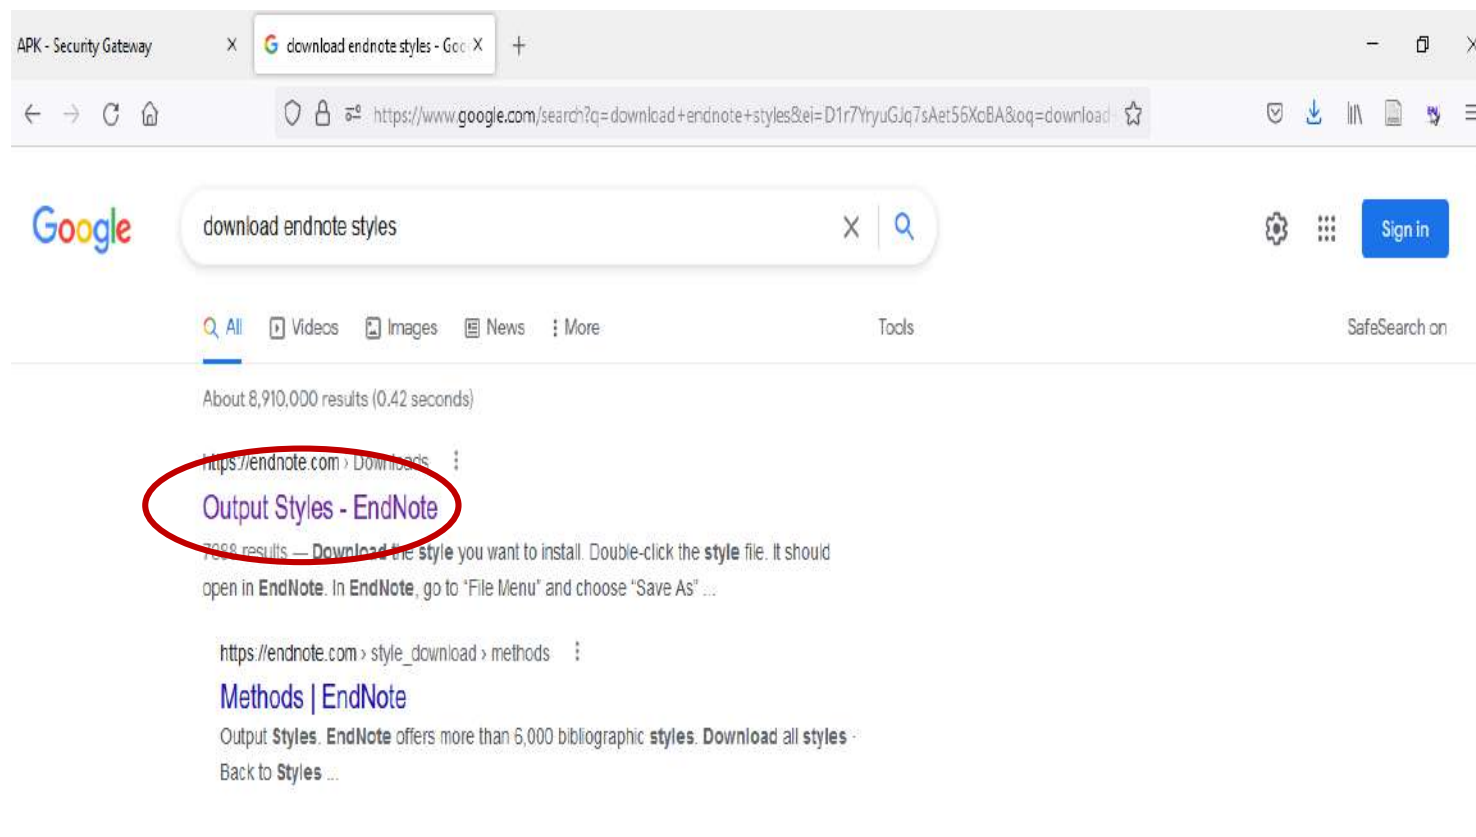 APK - Security Gateway
download endnote styles - Goo
https://www.google.com/search?q=download+endnote+styles&ei=D1r7YryuGJq7sAet56XoBA&oq=download
Google
download endnote styles
Sign in
All Videos Images News More Tools SafeSearch on
About 8,910,000 results (0.42 seconds)
https://endnote.com › Downloads
Output Styles - EndNote
results — Download the style you want to install. Double-click the style file. It should
open in EndNote. In EndNote, go to "File Menu" and choose "Save As" ...
https://endnote.com › style_download › methods
Methods | EndNote
Output Styles. EndNote offers more than 6,000 bibliographic styles. Download all styles ·
Back to Styles ...